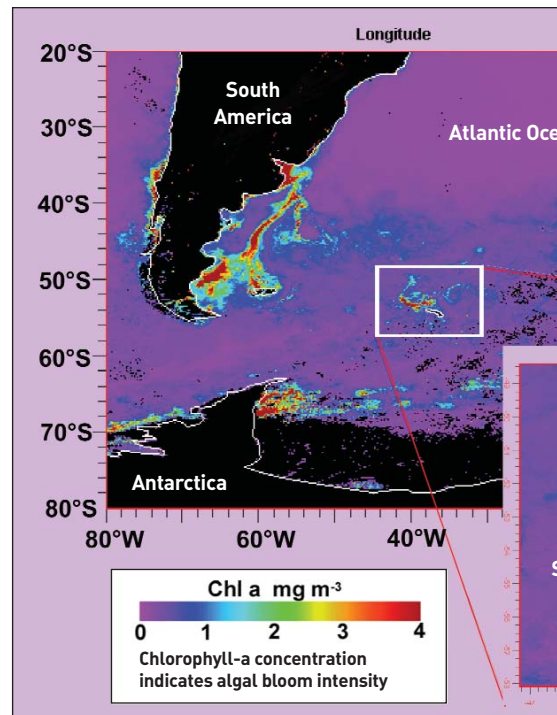 Longitude
20°S
30°S
40°S
50°S
60°S
70°S
80°S
South
America
Atlantic Oce
Antarctica
80°W
60°W
40°W
S
Chl a mg m-3
0 1 2 3 4
Chlorophyll-a concentration
indicates algal bloom intensity